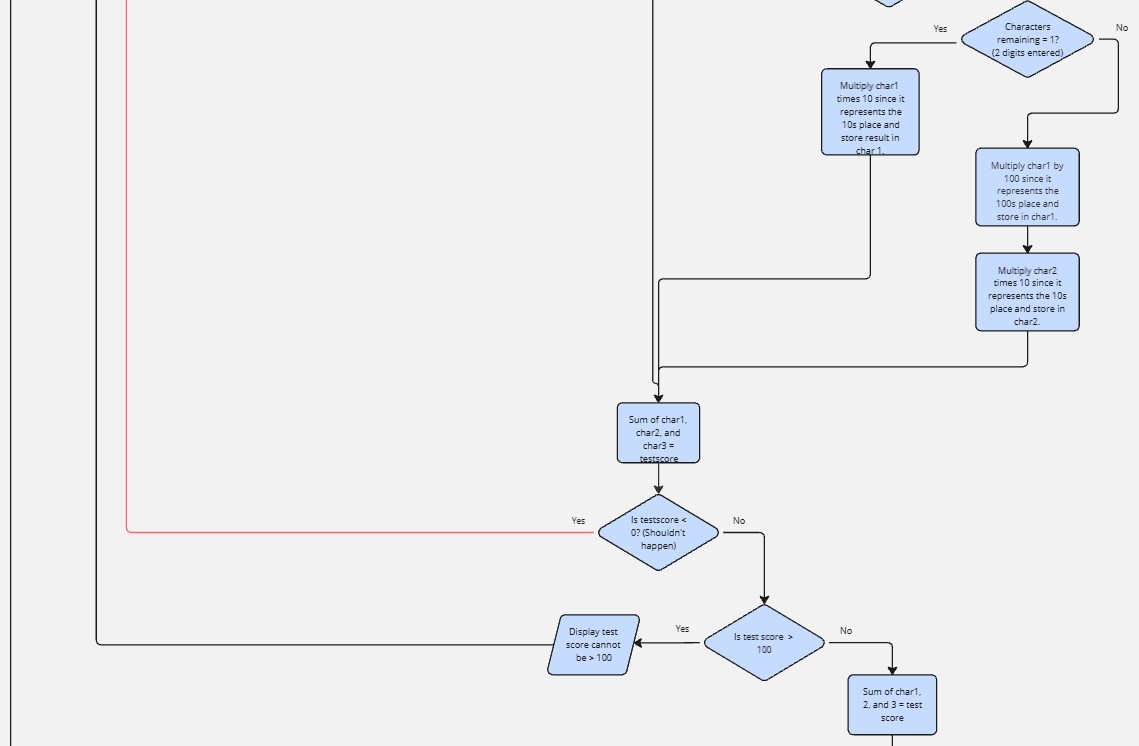 Yes
Characters
remaining = 1?
(2 digits entered)
No
Multiply char1
times 10 since it
represents the
10s place and
store result in
char 1.
Multiply char1 by
100 since it
represents the
100s place and
store in char1.
Multiply char2
times 10 since it
represents the 10s
place and store in
char2.
Sum of char1,
char2, and
char3 =
testscore
Yes
Is testscore <
0? (Shouldn't
happen)
No
Display test
score cannot
be > 100
Yes
Is test score >
100
No
Sum of char1,
2, and 3 = test
score